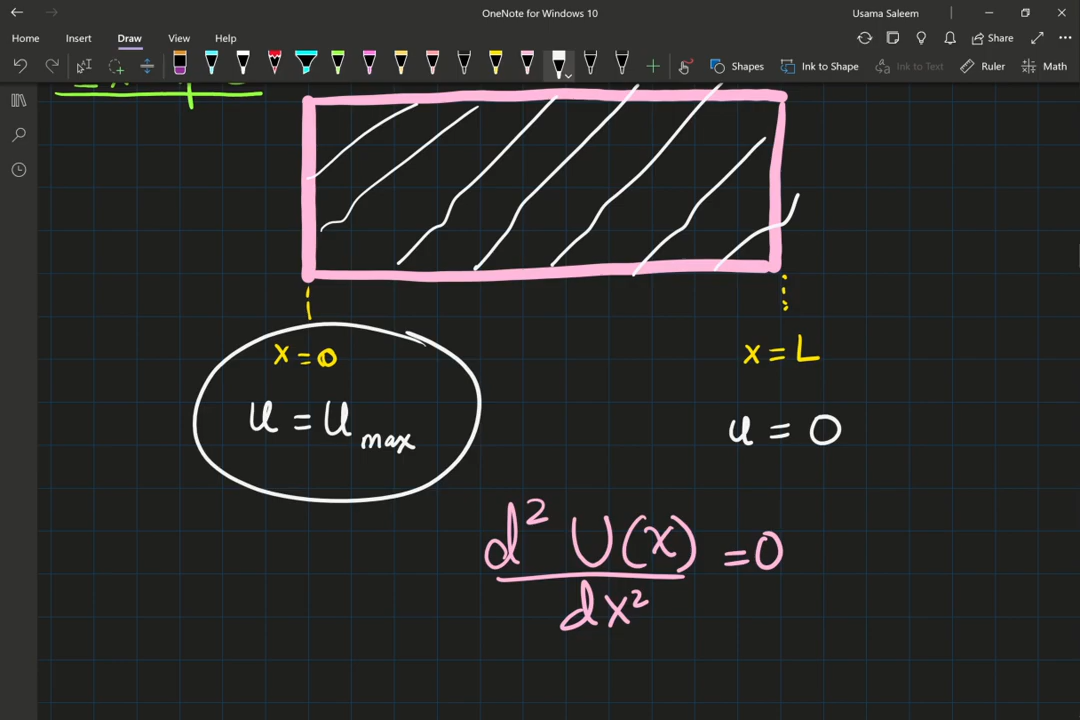 OneNote for Windows 10
Usama Saleem
Home Insert Draw View Help
Share
Shapes Ink to Shape Ink to Text Ruler Math
x = 0
x = L
u = u max
u = 0
d² U(x) = 0
dx²